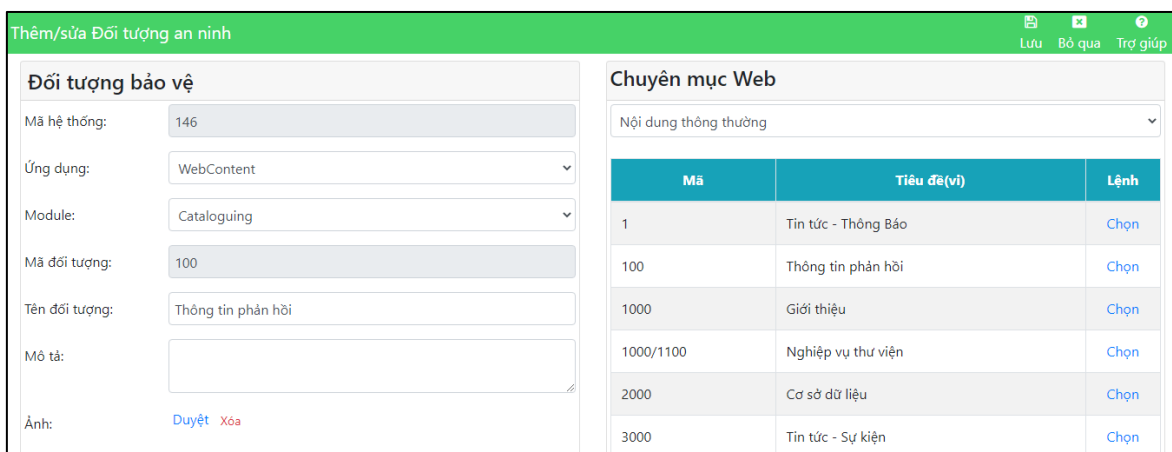 Thêm/sửa Đối tượng an ninh
Lưu Bỏ qua Trợ giúp
Đối tượng bảo vệ
Mã hệ thống: 146
Ứng dụng: WebContent
Module: Cataloguing
Mã đối tượng: 100
Tên đối tượng: Thông tin phản hồi
Mô tả:
Ảnh: Duyệt Xóa
Chuyên mục Web
Nội dung thông thường
Mã Tiêu đề(vi) Lệnh
1 Tin tức - Thông Báo Chọn
100 Thông tin phản hồi Chọn
1000 Giới thiệu Chọn
1000/1100 Nghiệp vụ thư viện Chọn
2000 Cơ sở dữ liệu Chọn
3000 Tin tức - Sự kiện Chọn